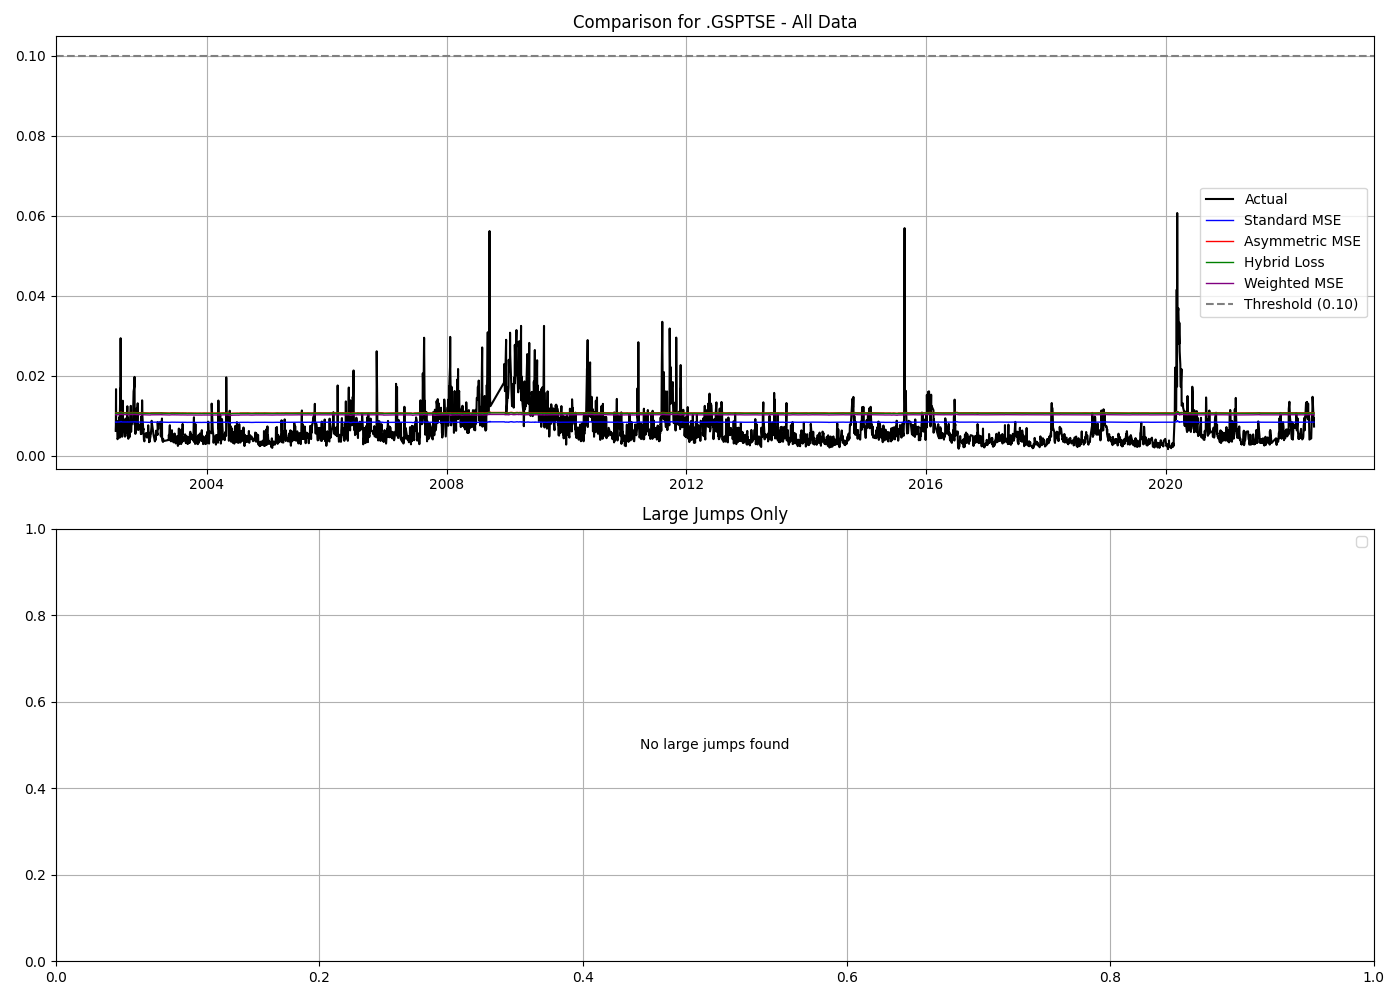 Comparison for .GSPTSE - All Data
0.10
0.08
0.06
0.04
0.02
0.00
Actual
Standard MSE
Asymmetric MSE
Hybrid Loss
Weighted MSE
Threshold (0.10)
2004 2008 2012 2016 2020
Large Jumps Only
1.0
0.8
0.6
0.4
0.2
0.0
No large jumps found
0.0 0.2 0.4 0.6 0.8 1.0